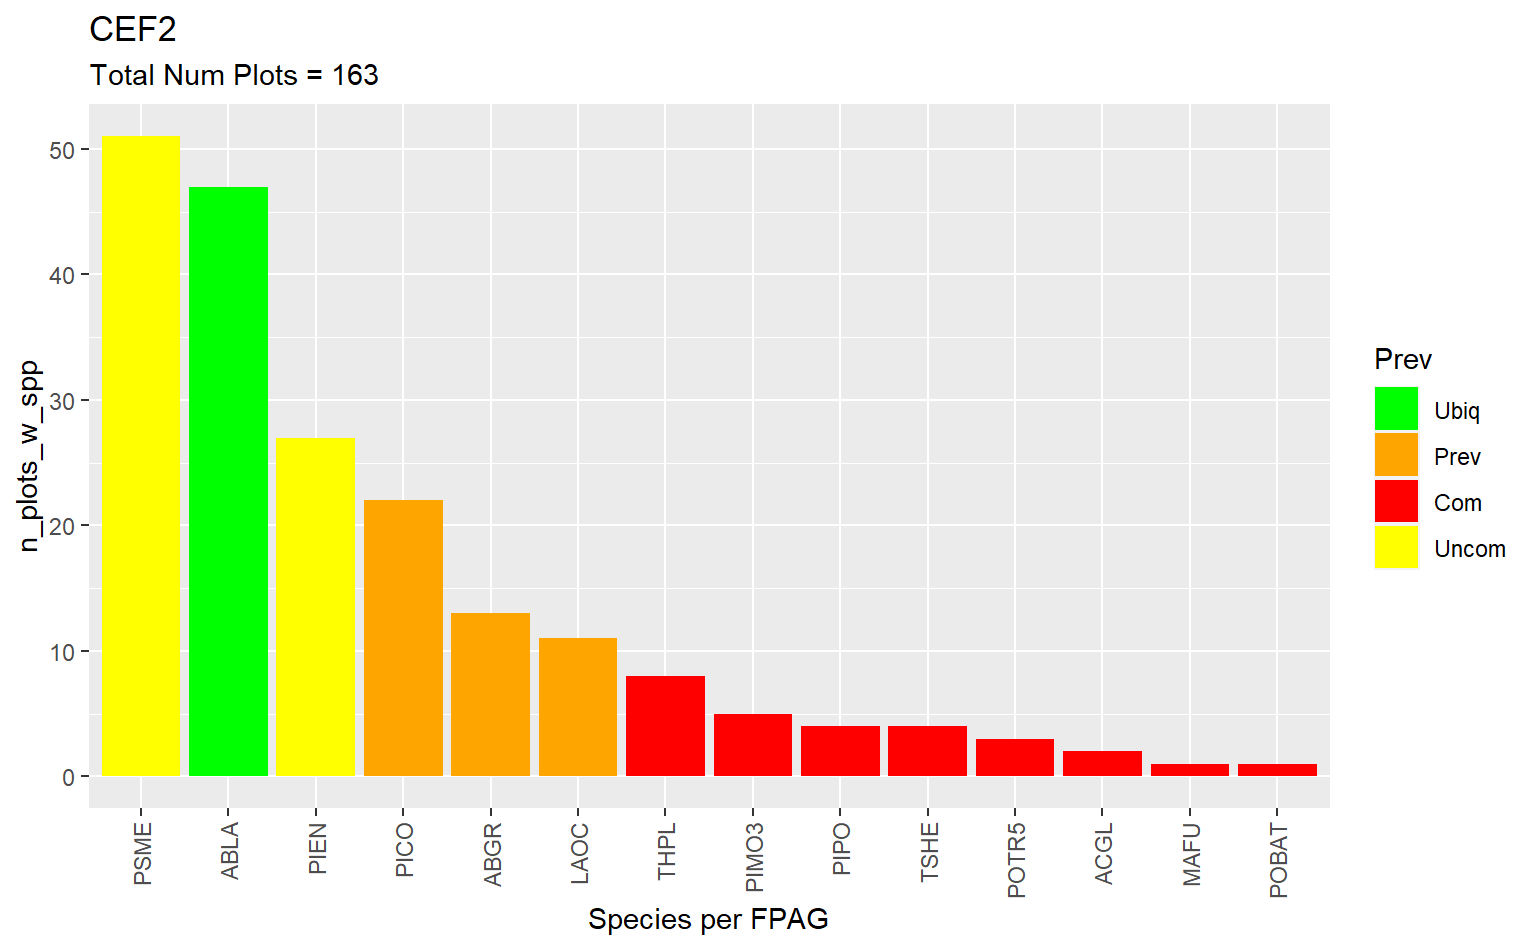 CEF2
Total Num Plots = 163
n_plots_w_spp
50
40
30
20
10
0
PSME
ABLA
PIEN
PICO
ABGR
LAOC
THPL
PIMO3
PIPO
TSHE
POTR5
ACGL
MAFU
POBAT
Species per FPAG
Prev
Ubiq
Prev
Com
Uncom